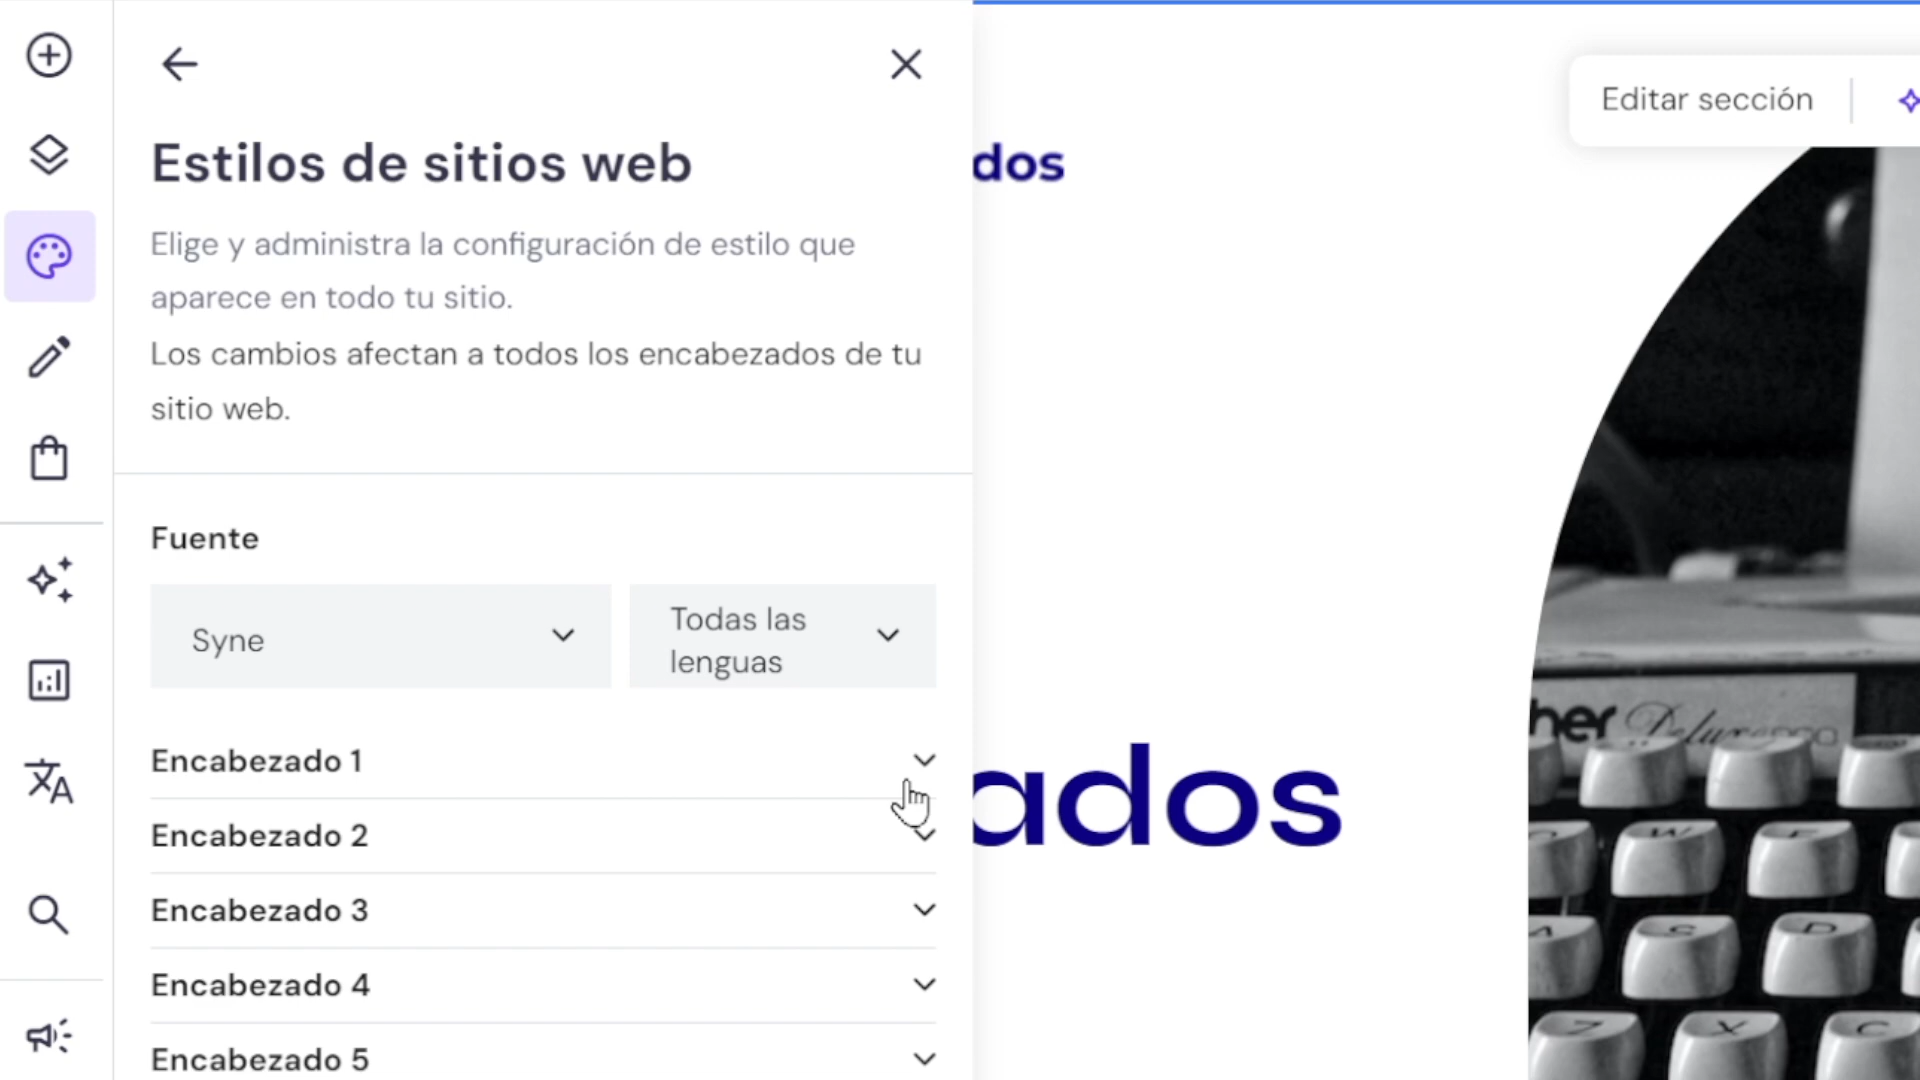 Estilos de sitios web
Elige y administra la configuración de estilo que
aparece en todo tu sitio.
Los cambios afectan a todos los encabezados de tu
sitio web.
Fuente
Syne
Todas las
lenguas
Encabezado 1
Encabezado 2
Encabezado 3
Encabezado 4
Encabezado 5
dos
Editar sección
ados
her Deluxe
W
C
D
Z
X
C